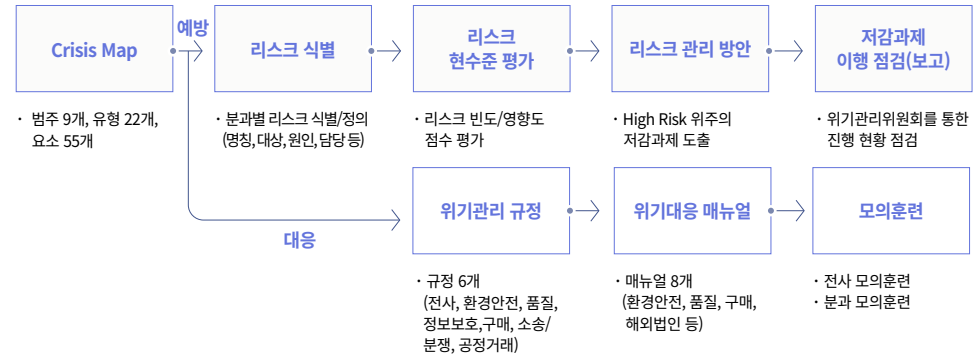 Crisis Map
예방
리스크 식별
리스크
현수준 평가
리스크 관리 방안
저감과제
이행 점검(보고)
· 범주 9개, 유형 22개,
요소 55개
· 분과별 리스크 식별/정의
(명칭, 대상, 원인, 담당 등)
· 리스크 빈도/영향도
점수 평가
· High Risk 위주의
저감과제 도출
· 위기관리위원회를 통한
진행 현황 점검
대응
위기관리 규정
위기대응 매뉴얼
모의훈련
· 규정 6개
(전사, 환경안전, 품질,
정보보호,구매, 소송/
분쟁, 공정거래)
· 매뉴얼 8개
(환경안전, 품질, 구매,
해외법인 등)
· 전사 모의훈련
· 분과 모의훈련